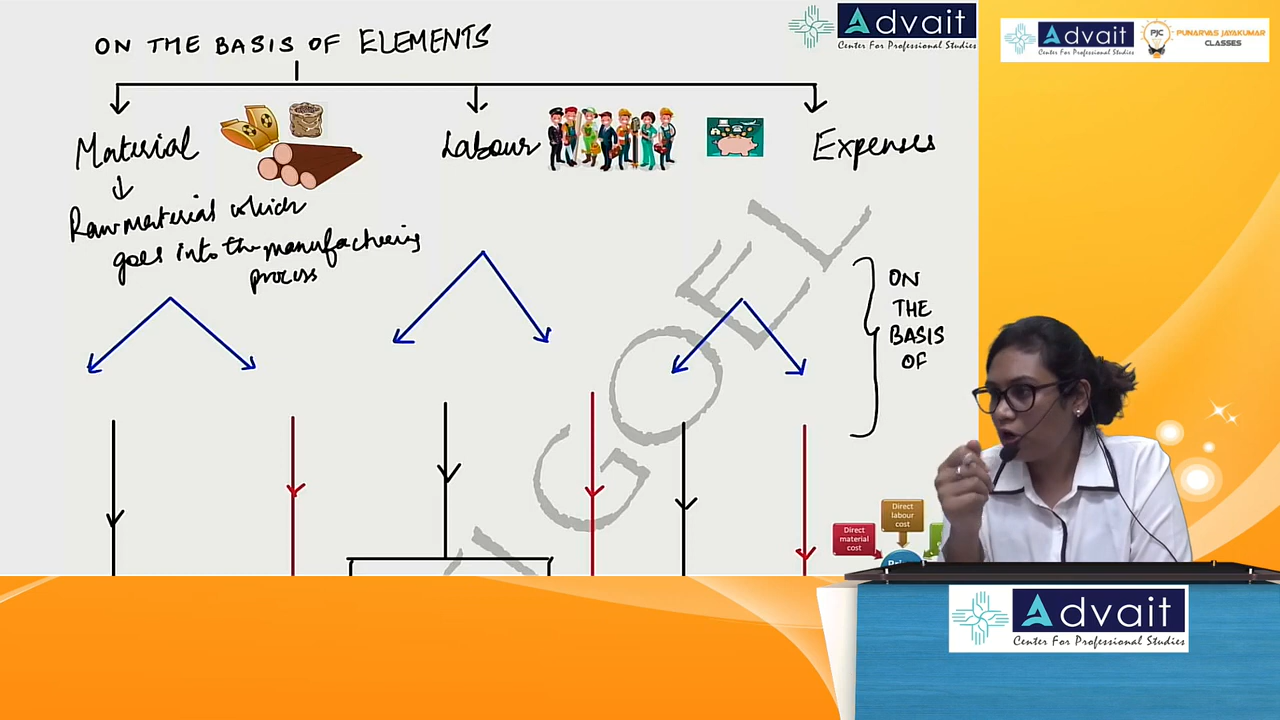 ON THE BASIS OF ELEMENTS
Material
Labour
Expenses
Raw material which
goes into the manufacturing
process
ON
THE
BASIS
OF
Direct
labour
cost
Direct
material
cost
Advait
Center For Professional Studies
Advait
Center For Professional Studies
PJC
PUNARVAS JAYAKUMAR
CLASSES
Advait
Center For Professional Studies